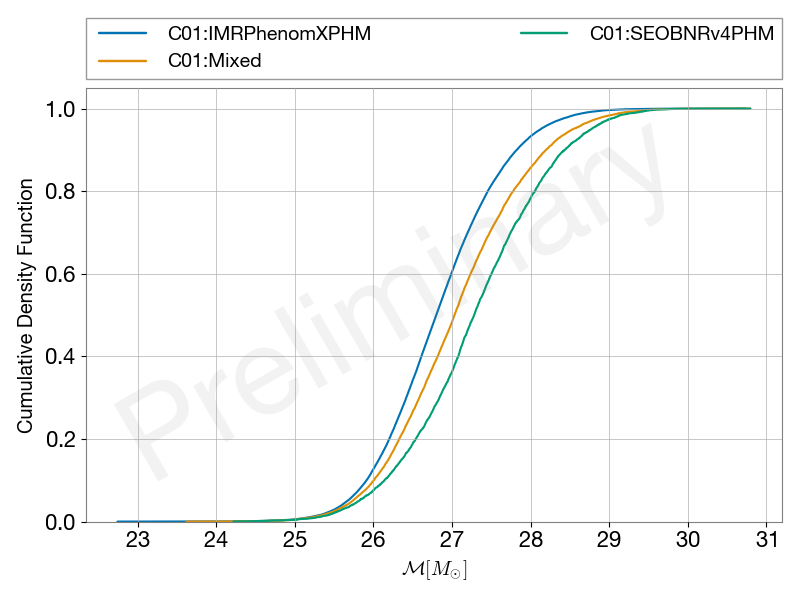 C01:IMRPhenomXPHM
C01:Mixed
C01:SEOBNRv4PHM
Preliminary
Cumulative Density Function
1.0
0.8
0.6
0.4
0.2
0.0
23 24 25 26 27 28 29 30 31
ℳ[M⊙]